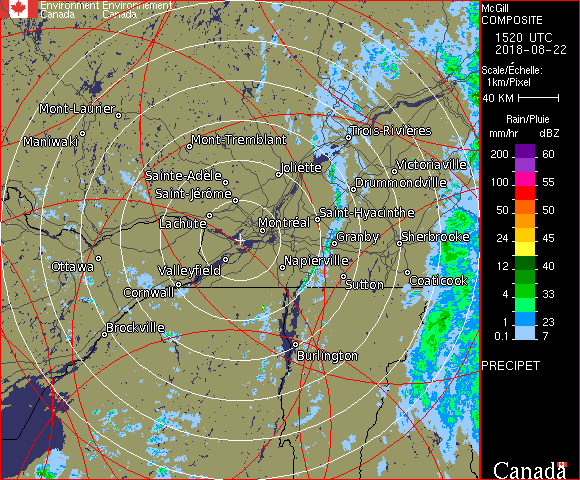 Environment Environnement
Canada Canada
McGill
COMPOSITE
1520 UTC
2018-08-22
Scale/Échelle:
1km/Pixel
40 KM
Rain/Pluie
mm/hr dBZ
200 60
100 55
50 50
24 45
12 40
4 33
1 23
0.1 7
PRECIPET
Canada
Mont-Laurier
Maniwaki
Mont-Tremblant
Trois-Rivières
Sainte-Adèle
Joliette
Victoriaville
Saint-Jérôme
Drummondville
Lachute
Montréal
Saint-Hyacinthe
Granby
Sherbrooke
Ottawa
Valleyfield
Napierville
Cornwall
Sutton
Coaticook
Brockville
Burlington